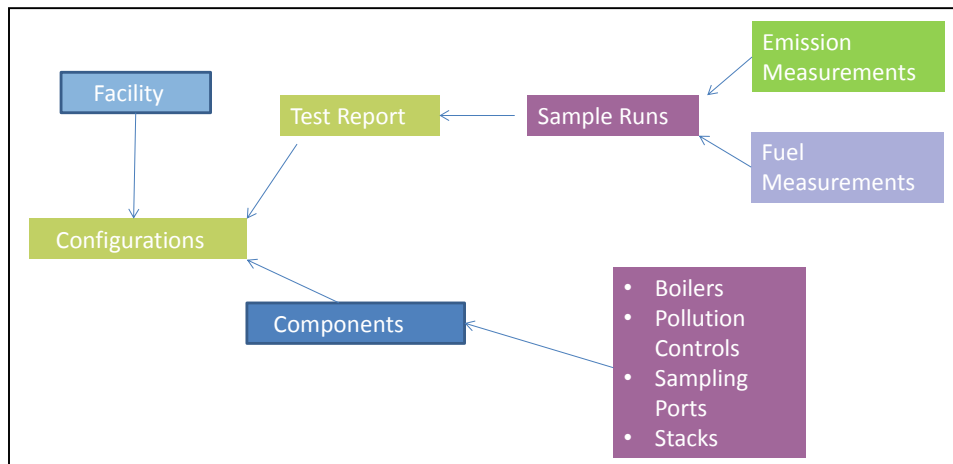 Emission
Measurements
Facility
Test Report
Sample Runs
Fuel
Measurements
Configurations
Components
• Boilers
• Pollution
Controls
• Sampling
Ports
• Stacks